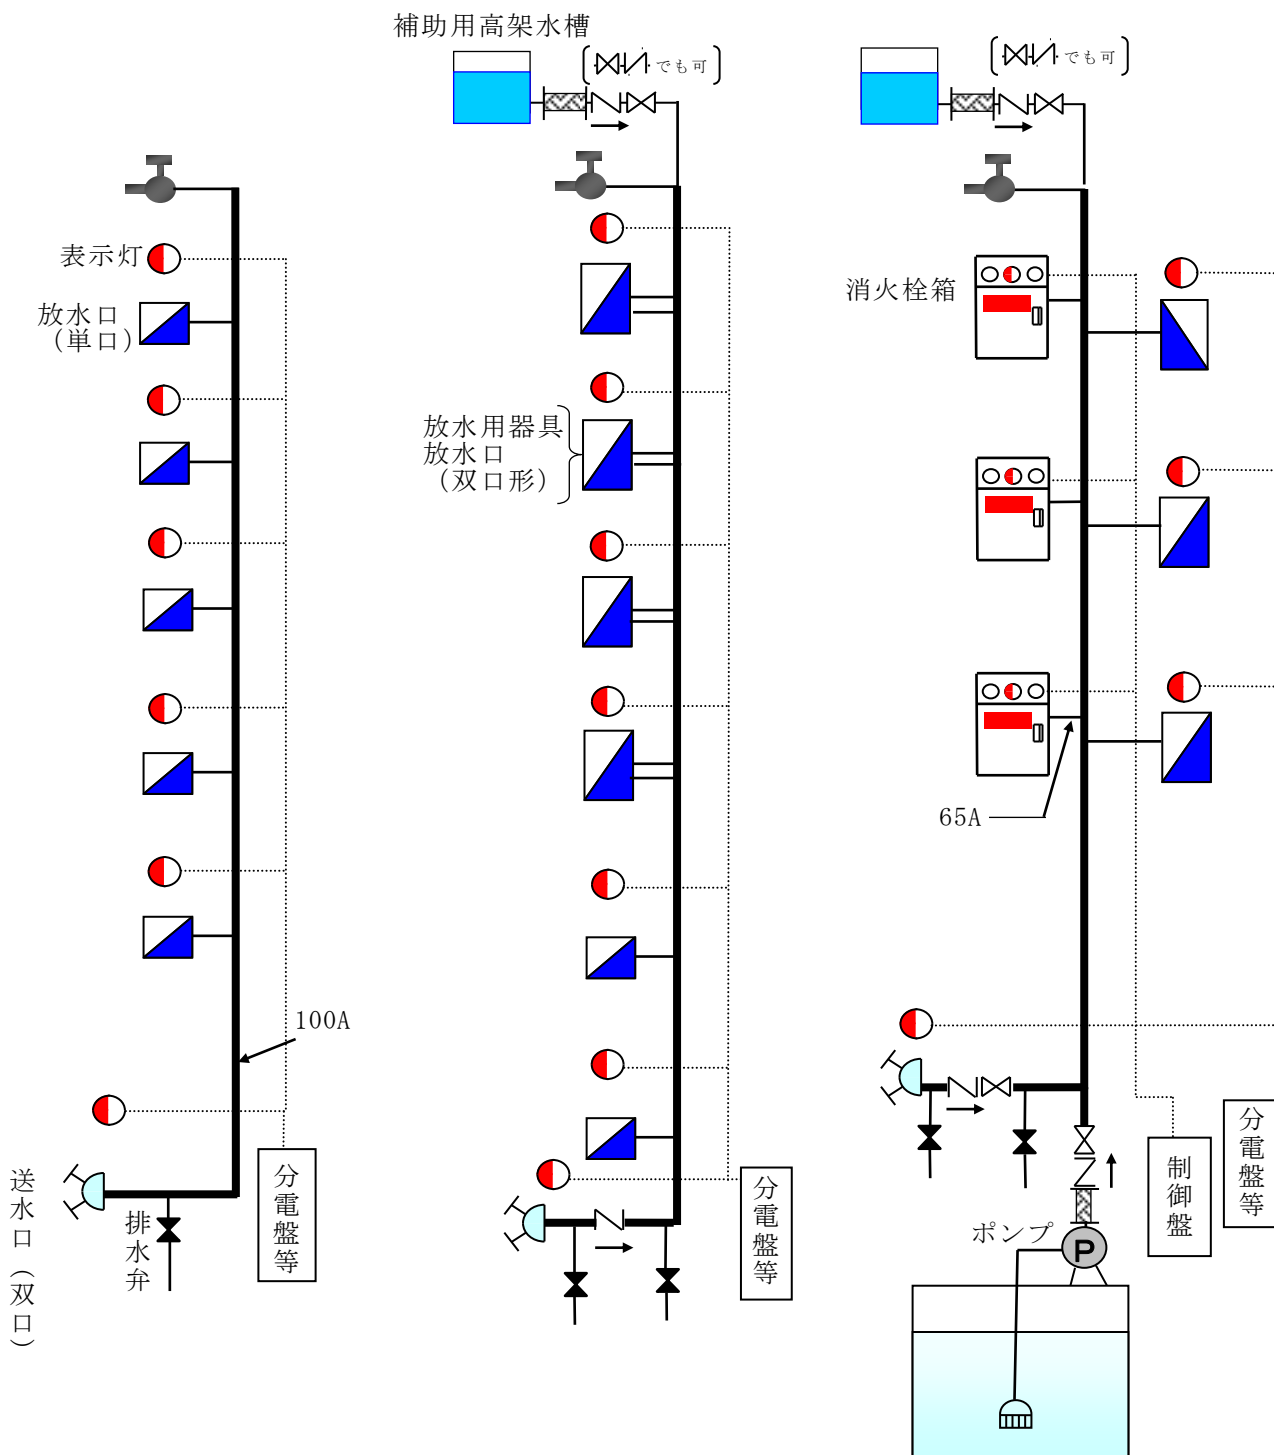 補助用高架水槽
でも可
でも可
表示灯
放水口
(単口)
消火栓箱
放水用器具
放水口
(双口形)
65A
100A
送水口(双口)
排水弁
分電盤等
分電盤等
制御盤
分電盤等
ポンプ
P